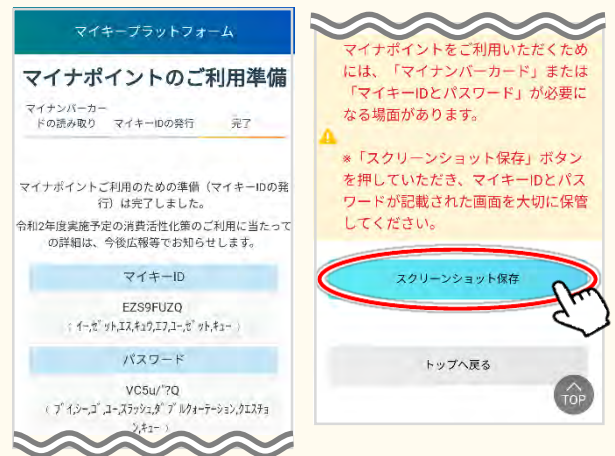 マイキープラットフォーム
マイナポイントのご利用準備
マイナンバーカー
ドの読み取り
マイキーIDの発行
完了
マイナポイントご利用のための準備（マイキーIDの発
行）は完了しました。
令和2年度実施予定の消費活性化策のご利用に当たって
の詳細は、今後広報等でお知らせします。
マイキーID
EZS9FUZQ
（ イー,ゼット,エス,キュウ,エフ,ユー,ゼット,キュー ）
パスワード
VC5u/"?Q
（ ブイ,シー,ゴ,ユー,スラッシュ,ダブルクォーテーション,クエスチョ
ン,キュー ）
マイナポイントをご利用いただくため
には、「マイナンバーカード」または
「マイキーIDとパスワード」が必要に
なる場面があります。
※「スクリーンショット保存」ボタン
を押していただき、マイキーIDとパス
ワードが記載された画面を大切に保管
してください。
スクリーンショット保存
トップへ戻る
TOP